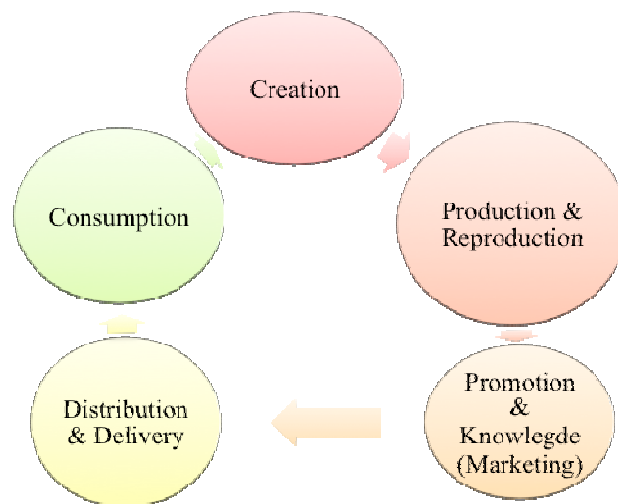 Creation
Production &
Reproduction
Promotion
&
Knowlegde
(Marketing)
Distribution
& Delivery
Consumption